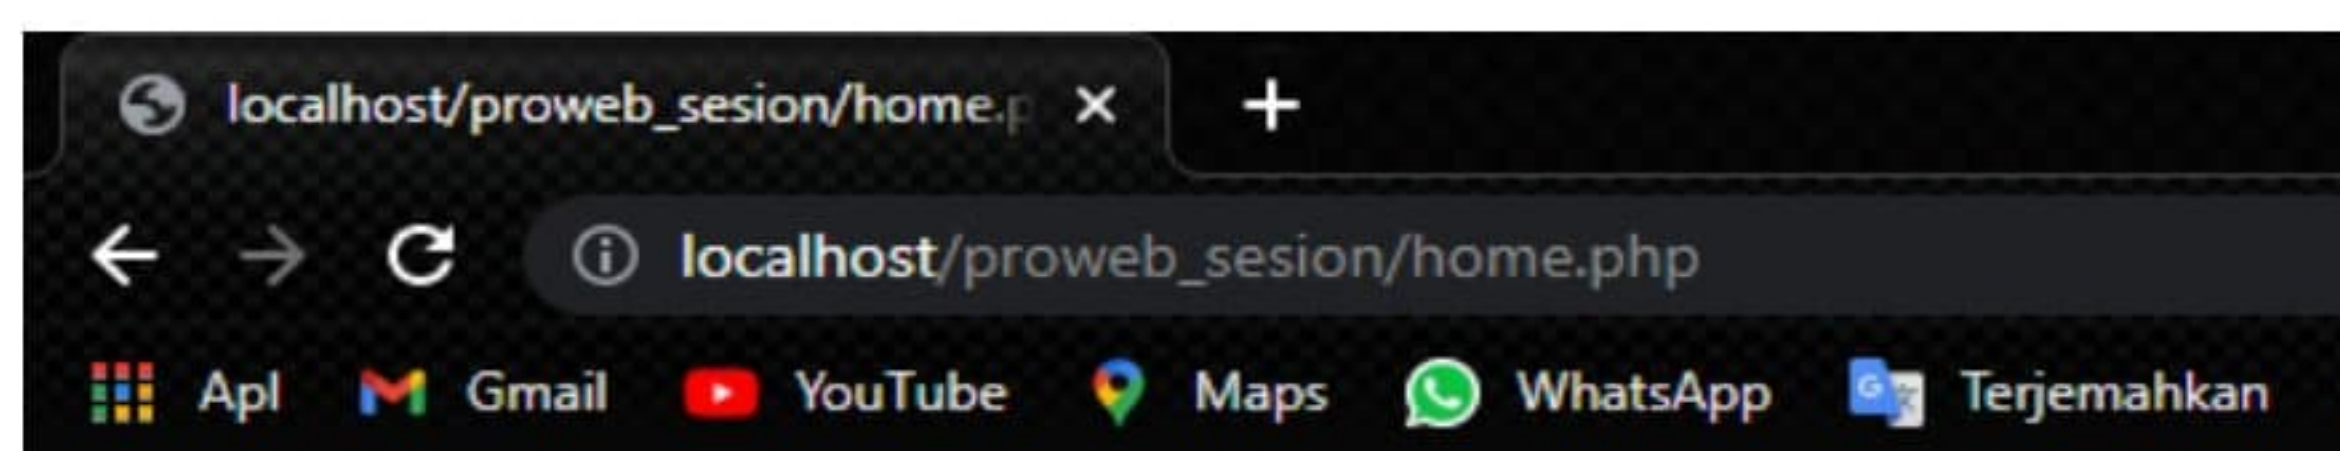 localhost/proweb_sesion/home.p
localhost/proweb_sesion/home.php
Apl Gmail YouTube Maps WhatsApp Terjemahkan